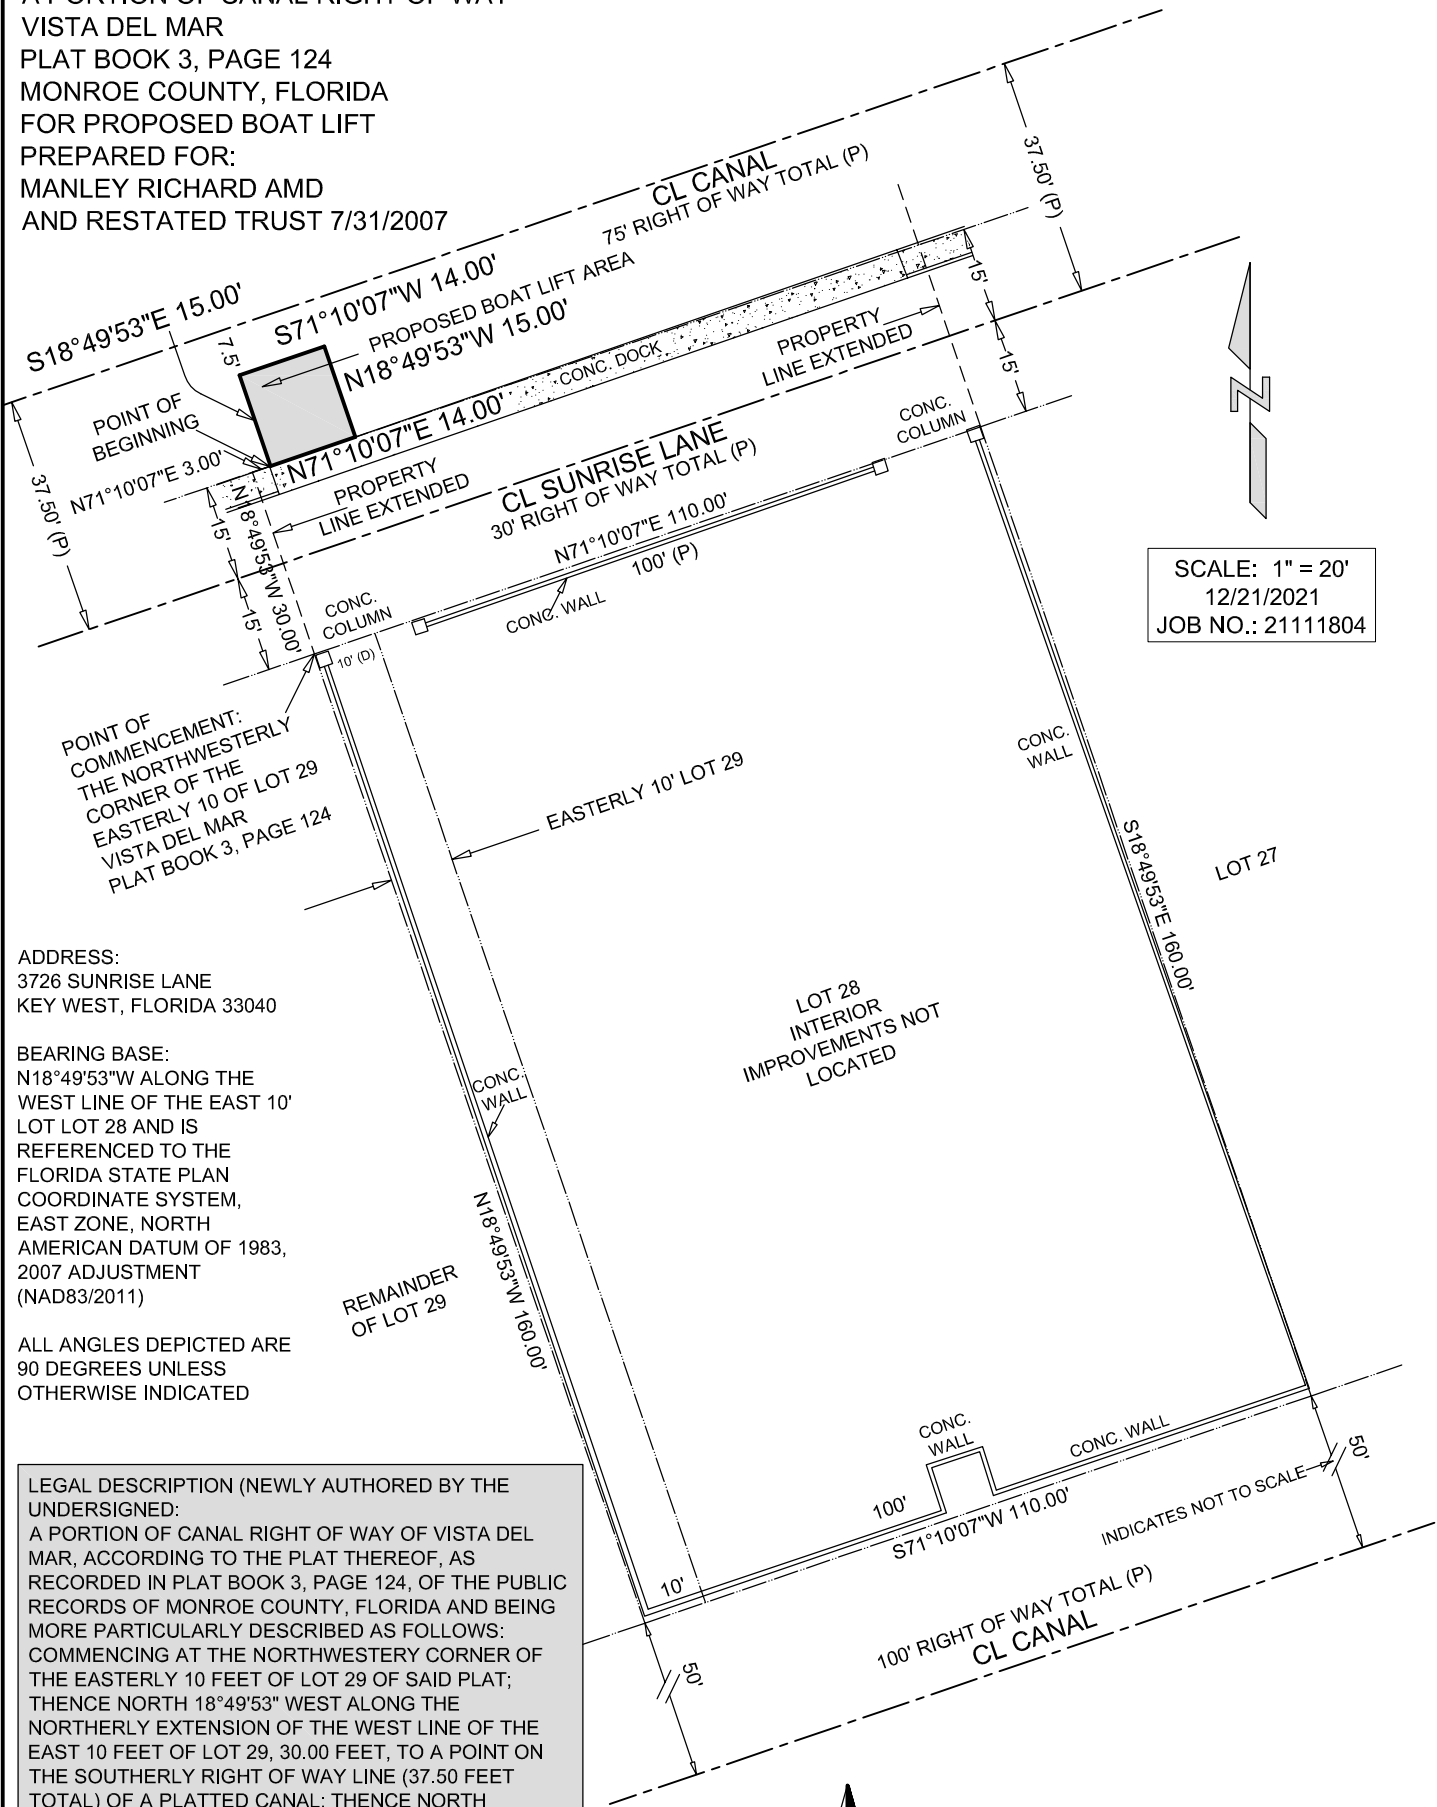 A PORTION OF CANAL RIGHT OF WAY
VISTA DEL MAR
PLAT BOOK 3, PAGE 124
MONROE COUNTY, FLORIDA
FOR PROPOSED BOAT LIFT
PREPARED FOR:
MANLEY RICHARD AMD
AND RESTATED TRUST 7/31/2007
CL CANAL
75' RIGHT OF WAY TOTAL (P)
37.50' (P)
S18°49'53"E 15.00'
7.5'
S71°10'07"W 14.00'
PROPOSED BOAT LIFT AREA
N18°49'53"W 15.00'
15'
CONC. DOCK
PROPERTY
LINE EXTENDED
15'
POINT OF
BEGINNING
N71°10'07"E 3.00'
N71°10'07"E 14.00'
37.50' (P)
PROPERTY
LINE EXTENDED
15'
N18°49'53"W 30.00'
15'
CL SUNRISE LANE
30' RIGHT OF WAY TOTAL (P)
N71°10'07"E 110.00'
100' (P)
CONC. WALL
CONC.
COLUMN
CONC.
COLUMN
10' (D)
N
SCALE: 1" = 20'
12/21/2021
JOB NO.: 21111804
POINT OF
COMMENCEMENT:
THE NORTHWESTERLY
CORNER OF THE
EASTERLY 10 OF LOT 29
VISTA DEL MAR
PLAT BOOK 3, PAGE 124
EASTERLY 10' LOT 29
CONC.
WALL
S18°49'53"E 160.00'
LOT 27
ADDRESS:
3726 SUNRISE LANE
KEY WEST, FLORIDA 33040
BEARING BASE:
N18°49'53"W ALONG THE
WEST LINE OF THE EAST 10'
LOT LOT 28 AND IS
REFERENCED TO THE
FLORIDA STATE PLAN
COORDINATE SYSTEM,
EAST ZONE, NORTH
AMERICAN DATUM OF 1983,
2007 ADJUSTMENT
(NAD83/2011)
ALL ANGLES DEPICTED ARE
90 DEGREES UNLESS
OTHERWISE INDICATED
LOT 28
INTERIOR
IMPROVEMENTS NOT
LOCATED
CONC.
WALL
N18°49'53"W 160.00'
REMAINDER
OF LOT 29
CONC.
WALL
CONC. WALL
100'
S71°10'07"W 110.00'
10'
50'
INDICATES NOT TO SCALE
50'
100' RIGHT OF WAY TOTAL (P)
CL CANAL
LEGAL DESCRIPTION (NEWLY AUTHORED BY THE
UNDERSIGNED:
A PORTION OF CANAL RIGHT OF WAY OF VISTA DEL
MAR, ACCORDING TO THE PLAT THEREOF, AS
RECORDED IN PLAT BOOK 3, PAGE 124, OF THE PUBLIC
RECORDS OF MONROE COUNTY, FLORIDA AND BEING
MORE PARTICULARLY DESCRIBED AS FOLLOWS:
COMMENCING AT THE NORTHWESTERY CORNER OF
THE EASTERLY 10 FEET OF LOT 29 OF SAID PLAT;
THENCE NORTH 18°49'53" WEST ALONG THE
NORTHERLY EXTENSION OF THE WEST LINE OF THE
EAST 10 FEET OF LOT 29, 30.00 FEET, TO A POINT ON
THE SOUTHERLY RIGHT OF WAY LINE (37.50 FEET
TOTAL) OF A PLATTED CANAL; THENCE NORTH